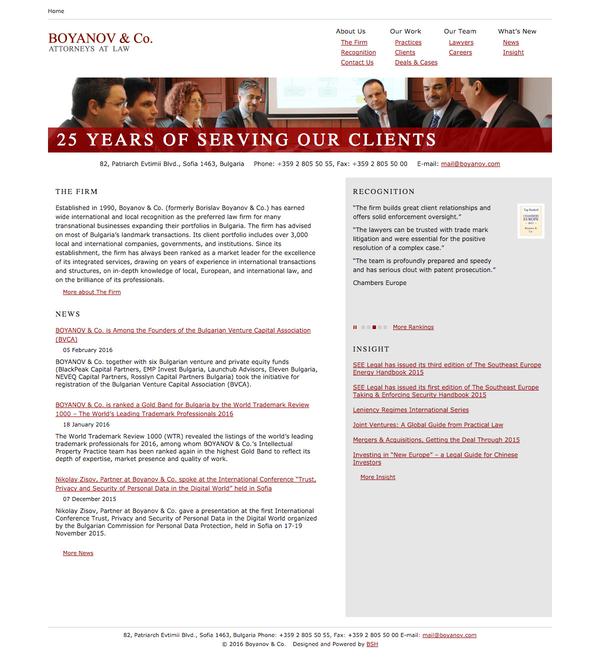 Home
BOYANOV & Co.
ATTORNEYS AT LAW
About Us
The Firm
Recognition
Contact Us
Our Work
Practices
Clients
Deals & Cases
Our Team
Lawyers
Careers
What's New
News
Insight
25 YEARS OF SERVING OUR CLIENTS
82, Patriarch Evtimii Blvd., Sofia 1463, Bulgaria Phone: +359 2 805 50 55, Fax: +359 2 805 50 00 E-mail: mail@boyanov.com
THE FIRM
Established in 1990, Boyanov & Co. (formerly Borislav Boyanov & Co.) has earned
wide international and local recognition as the preferred law firm for many
transnational businesses expanding their portfolios in Bulgaria. The firm has advised
on most of Bulgaria's landmark transactions. Its client portfolio includes over 3,000
local and international companies, governments, and institutions. Since its
establishment, the firm has always been ranked as a market leader for the excellence
of its integrated services, drawing on years of experience in international transactions
and structures, on in-depth knowledge of local, European, and international law, and
on the brilliance of its professionals.
More about The Firm
NEWS
BOYANOV & Co. is Among the Founders of the Bulgarian Venture Capital Association
(BVCA)
05 February 2016
BOYANOV & Co. together with six Bulgarian venture and private equity funds
(BlackPeak Capital Partners, EMP Invest Bulgaria, Launchub Advisors, Eleven Bulgaria,
NEVEQ Capital Partners, Rosslyn Capital Partners Bulgaria) took the initiative for
registration of the Bulgarian Venture Capital Association (BVCA).
BOYANOV & Co. is ranked a Gold Band for Bulgaria by the World Trademark Review
1000 – The World's Leading Trademark Professionals 2016
18 January 2016
The World Trademark Review 1000 (WTR) revealed the listings of the world's leading
trademark professionals for 2016, among whom BOYANOV & Co.'s Intellectual
Property Practice team has been ranked again in the highest Gold Band to reflect its
depth of expertise, market presence and quality of work.
Nikolay Zisov, Partner at Boyanov & Co. spoke at the International Conference "Trust,
Privacy and Security of Personal Data in the Digital World" held in Sofia
07 December 2015
Nikolay Zisov, Partner at Boyanov & Co. gave a presentation at the first International
Conference Trust, Privacy and Security of Personal Data in the Digital World organized
by the Bulgarian Commission for Personal Data Protection, held in Sofia on 17-19
November 2015.
More News
RECOGNITION
"The firm builds great client relationships and
offers solid enforcement oversight."
"The lawyers can be trusted with trade mark
litigation and were essential for the positive
resolution of a complex case."
"The team is profoundly prepared and speedy
and has serious clout with patent prosecution."
Chambers Europe
More Rankings
INSIGHT
SEE Legal has issued its third edition of The Southeast Europe
Energy Handbook 2015
SEE Legal has issued its first edition of The Southeast Europe
Taking & Enforcing Security Handbook 2015
Leniency Regimes International Series
Joint Ventures: A Global Guide from Practical Law
Mergers & Acquisitions, Getting the Deal Through 2015
Investing in "New Europe" – a Legal Guide for Chinese
Investors
More Insight
82, Patriarch Evtimii Blvd., Sofia 1463, Bulgaria Phone: +359 2 805 50 55, Fax: +359 2 805 50 00 E-mail: mail@boyanov.com
© 2016 Boyanov & Co. Designed and Powered by BSH